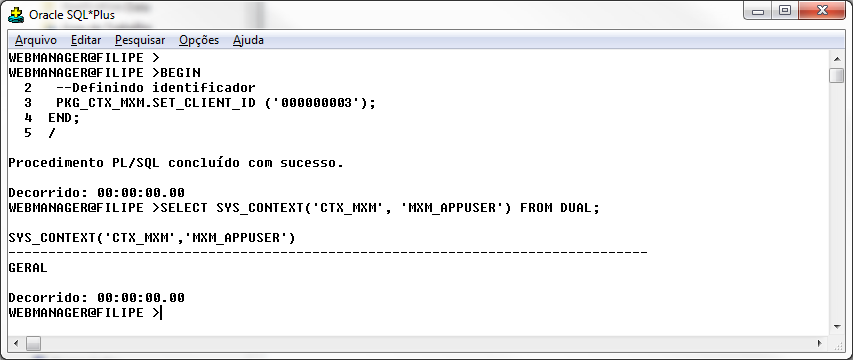 Oracle SQL*Plus
Arquivo Editar Pesquisar Opções Ajuda
WEBMANAGER@FILIPE >
WEBMANAGER@FILIPE >BEGIN
2 --Definindo identificador
3 PKG_CTX_MXM.SET_CLIENT_ID ('000000003');
4 END;
5 /
Procedimento PL/SQL concluído com sucesso.
Decorrido: 00:00:00.00
WEBMANAGER@FILIPE >SELECT SYS_CONTEXT('CTX_MXM', 'MXM_APPUSER') FROM DUAL;
SYS_CONTEXT('CTX_MXM','MXM_APPUSER')
--------------------------------------------------------------------------------
GERAL
Decorrido: 00:00:00.00
WEBMANAGER@FILIPE >